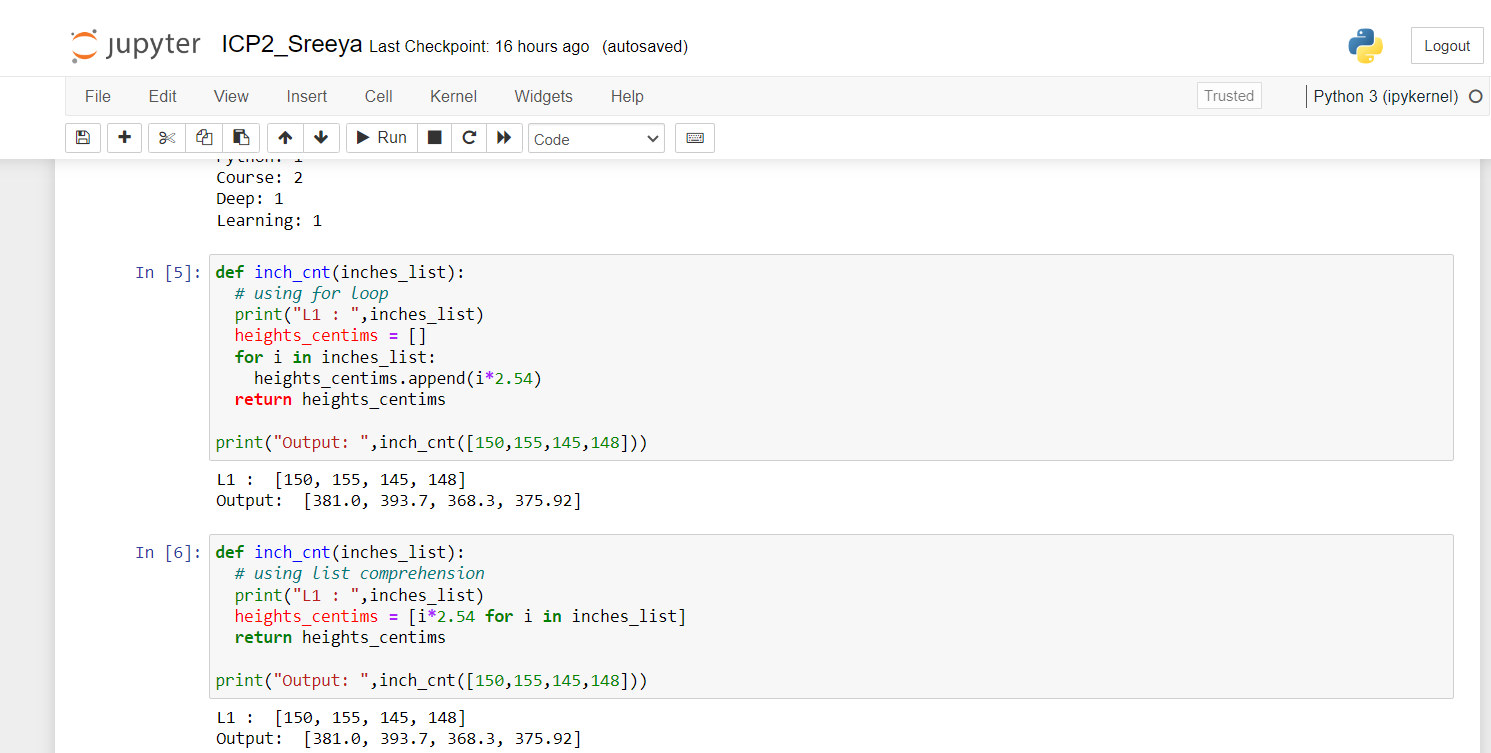 jupyter ICP2_Sreeya Last Checkpoint: 16 hours ago (autosaved)
Logout
File Edit View Insert Cell Kernel Widgets Help
Trusted
Python 3 (ipykernel)
Run
Code
Course: 2
Deep: 1
Learning: 1
In [5]:
def inch_cnt(inches_list):
  # using for loop
  print("L1 : ",inches_list)
  heights_centims = []
  for i in inches_list:
    heights_centims.append(i*2.54)
  return heights_centims
print("Output: ",inch_cnt([150,155,145,148]))
L1 :  [150, 155, 145, 148]
Output:  [381.0, 393.7, 368.3, 375.92]
In [6]:
def inch_cnt(inches_list):
  # using list comprehension
  print("L1 : ",inches_list)
  heights_centims = [i*2.54 for i in inches_list]
  return heights_centims
print("Output: ",inch_cnt([150,155,145,148]))
L1 :  [150, 155, 145, 148]
Output:  [381.0, 393.7, 368.3, 375.92]